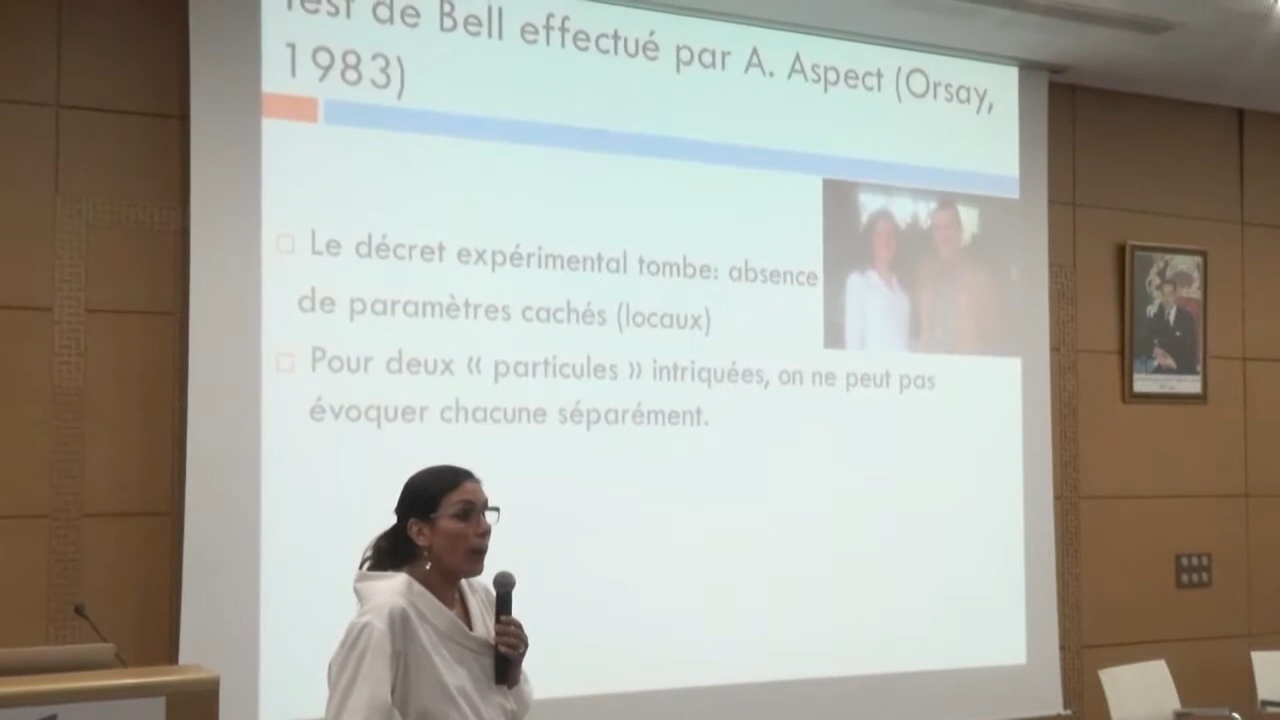 Test de Bell effectué par A. Aspect (Orsay,
1983)
Le décret expérimental tombe: absence
de paramètres cachés (locaux)
Pour deux « particules » intriquées, on ne peut pas
évoquer chacune séparément.